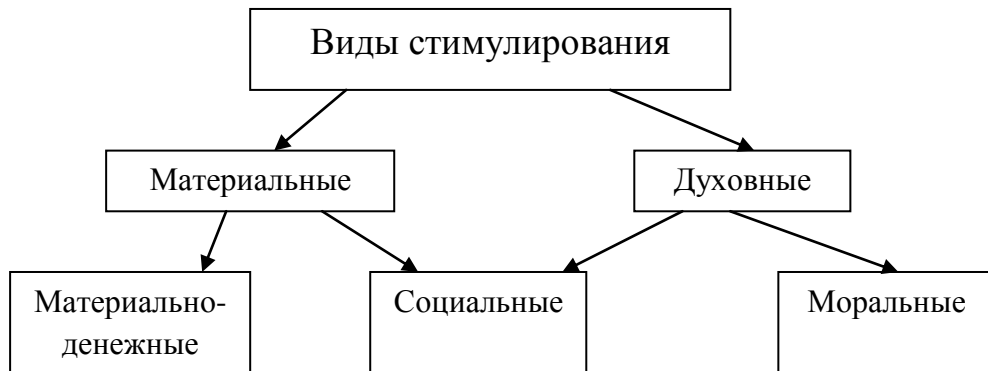 Виды стимулирования
Материальные
Духовные
Материально-
денежные
Социальные
Моральные